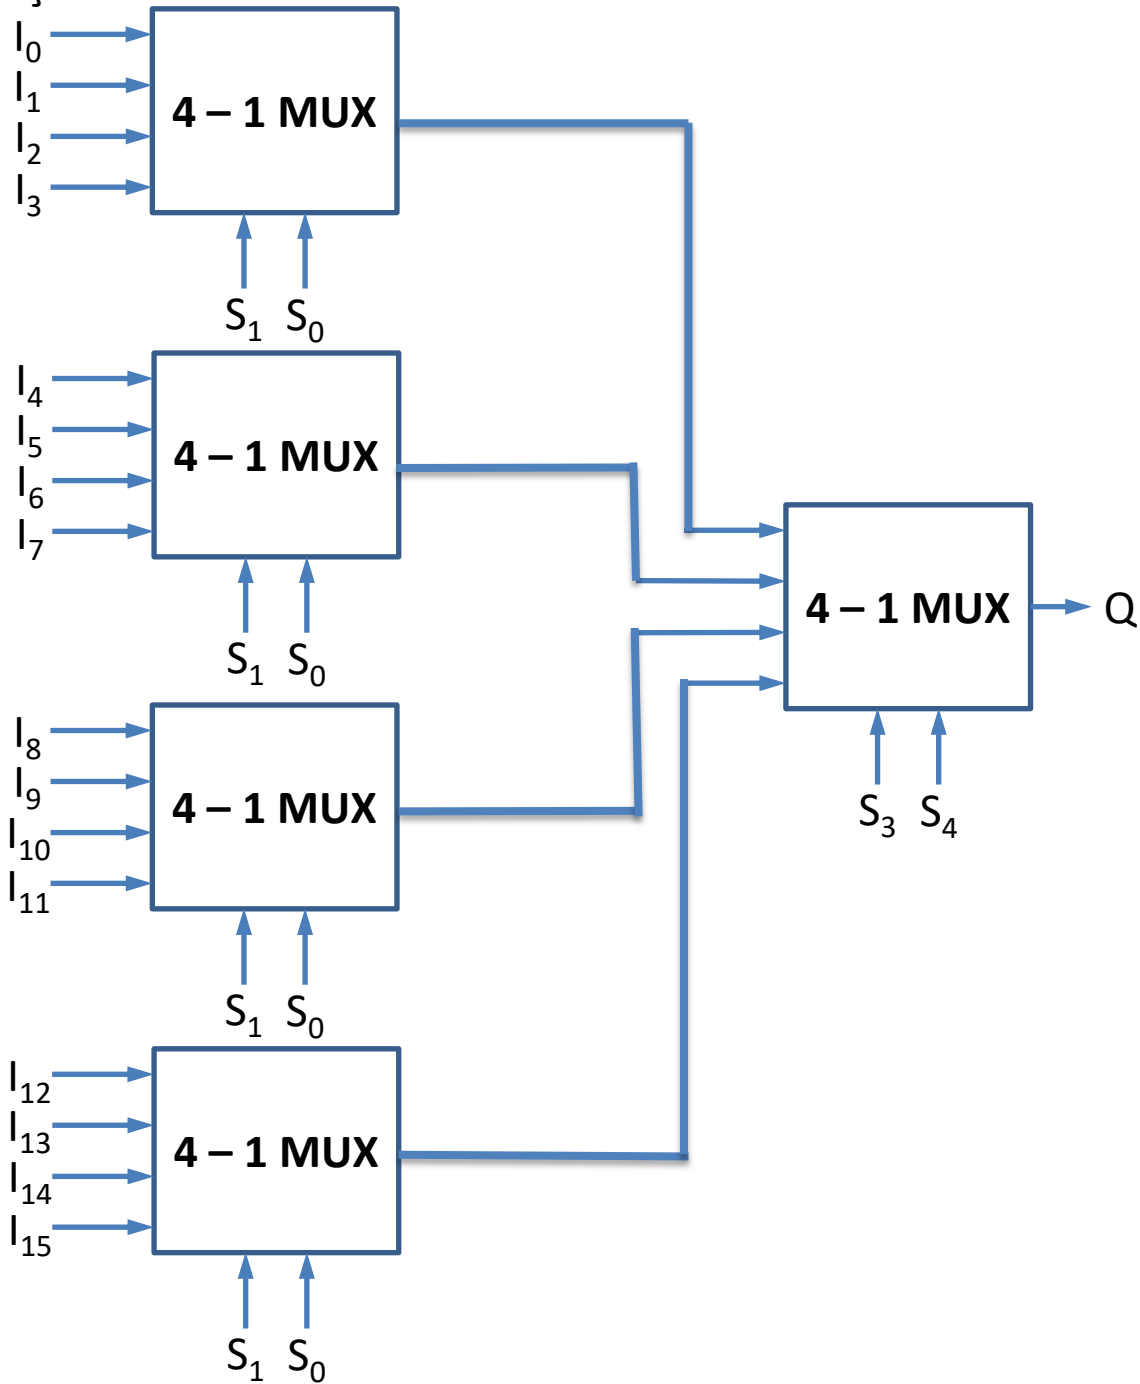 I0
I1
4 – 1 MUX
I2
I3
S1 S0
I4
I5
4 – 1 MUX
I6
I7
S1 S0
4 – 1 MUX
Q
S3 S4
I8
I9
4 – 1 MUX
I10
I11
S1 S0
I12
I13
4 – 1 MUX
I14
I15
S1 S0